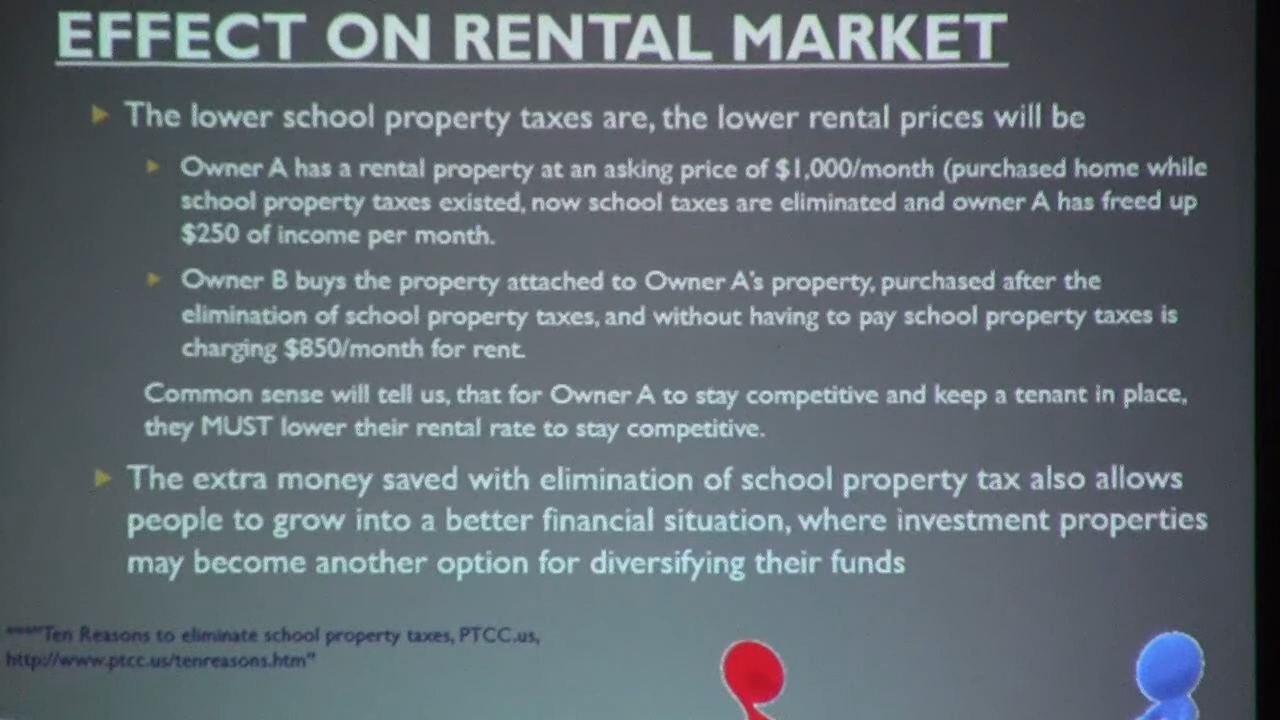 EFFECT ON RENTAL MARKET
The lower school property taxes are, the lower rental prices will be
Owner A has a rental property at an asking price of $1,000/month (purchased home while
school property taxes existed, now school taxes are eliminated and owner A has freed up
$250 of income per month.
Owner B buys the property attached to Owner A's property, purchased after the
elimination of school property taxes, and without having to pay school property taxes is
charging $850/month for rent.
Common sense will tell us, that for Owner A to stay competitive and keep a tenant in place,
they MUST lower their rental rate to stay competitive.
The extra money saved with elimination of school property tax also allows
people to grow into a better financial situation, where investment properties
may become another option for diversifying their funds
****"Ten Reasons to eliminate school property taxes, PTCC.us,
http://www.ptcc.us/tenreasons.htm"